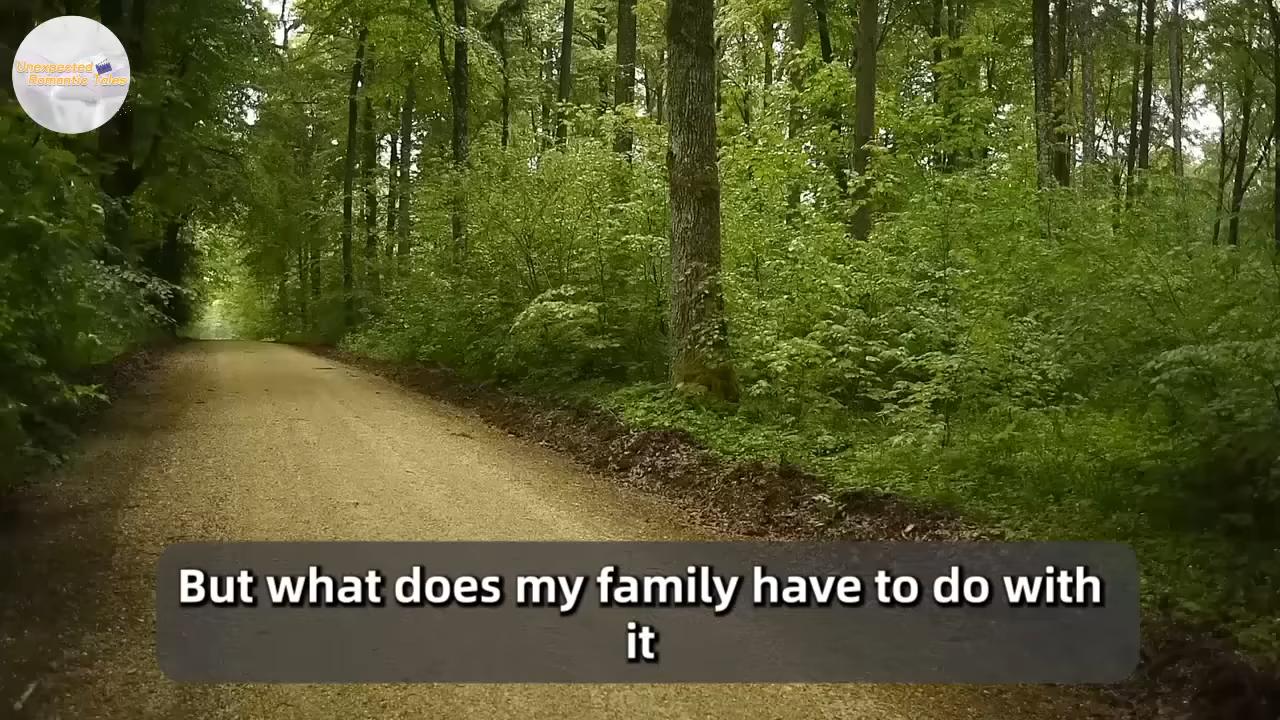 Unexpected
Romantic Tales
But what does my family have to do with
it